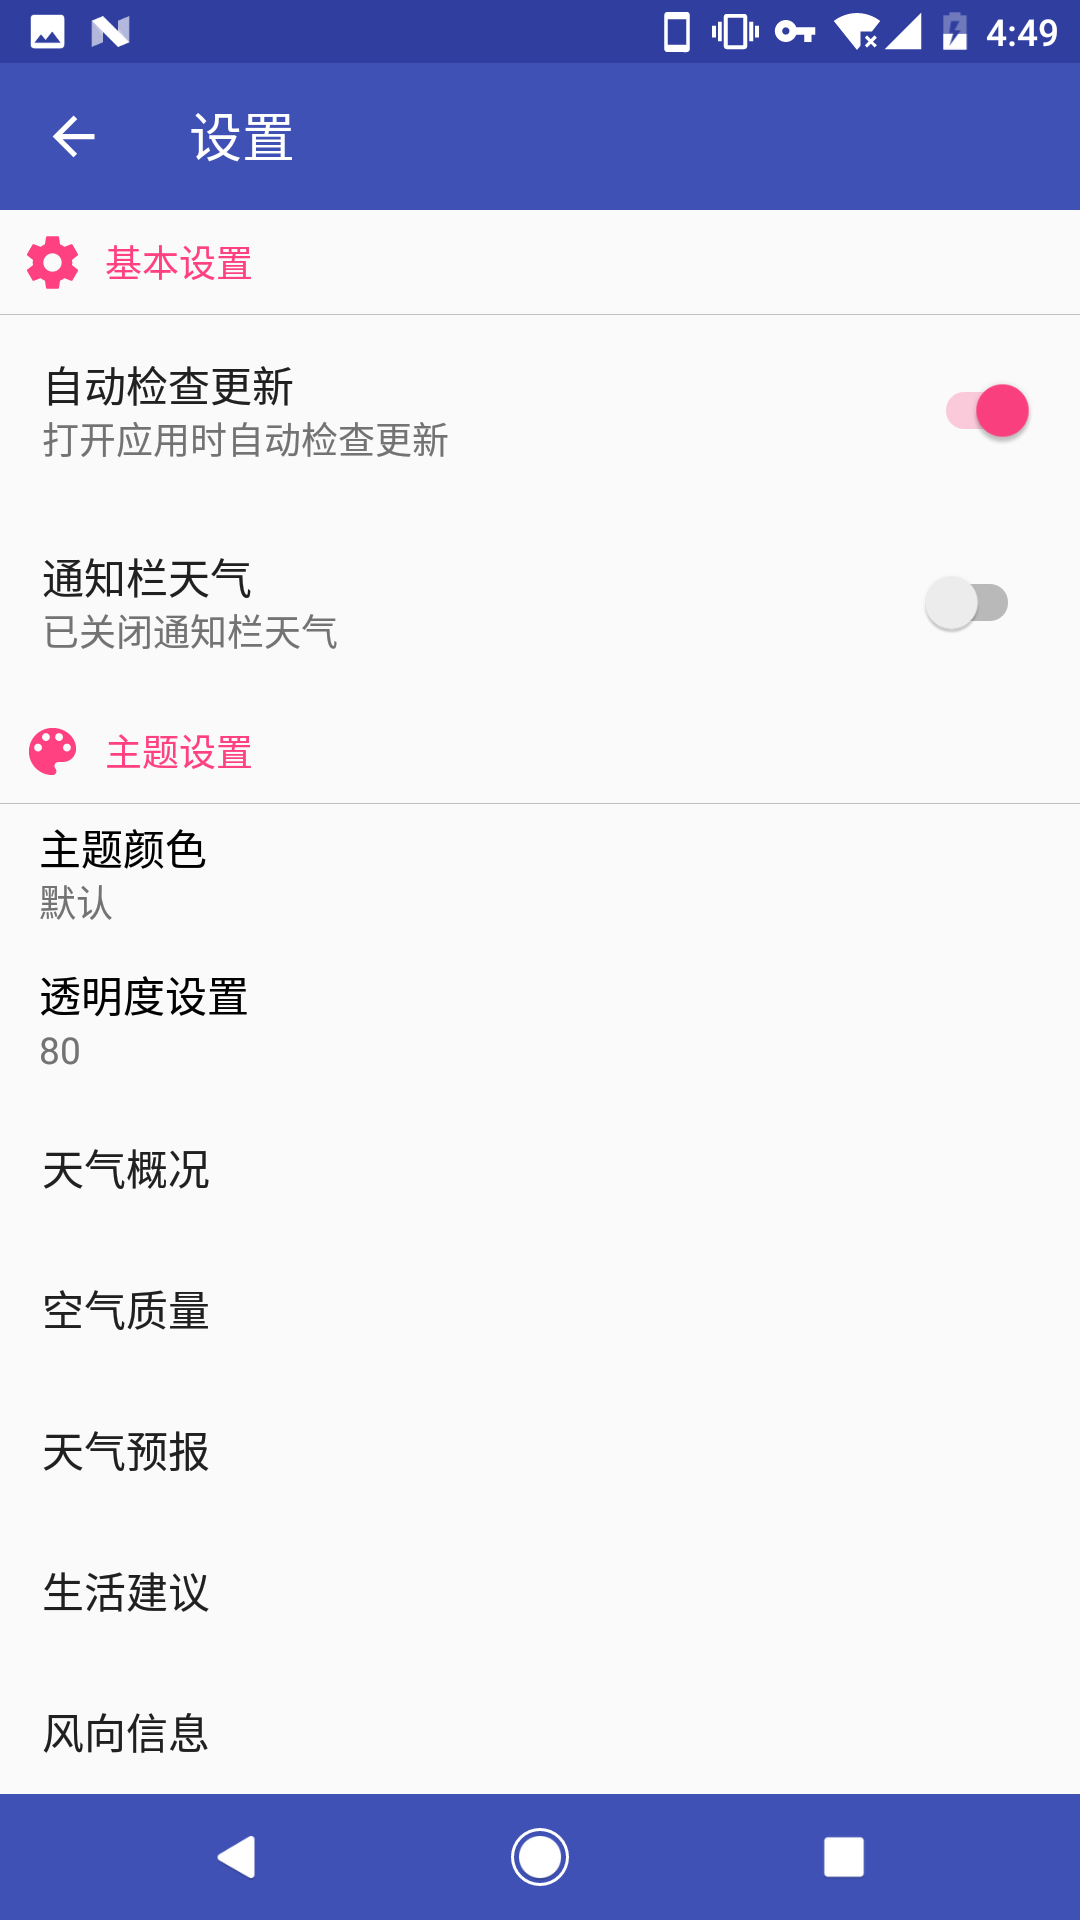 4:49
设置
基本设置
自动检查更新
打开应用时自动检查更新
通知栏天气
已关闭通知栏天气
主题设置
主题颜色
默认
透明度设置
80
天气概况
空气质量
天气预报
生活建议
风向信息